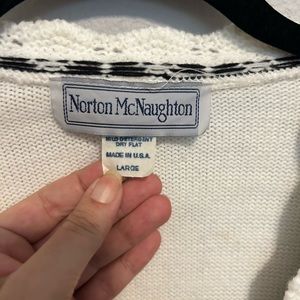 Norton McNaughton
MILD DETERGENT
DRY FLAT
MADE IN U.S.A.
LARGE